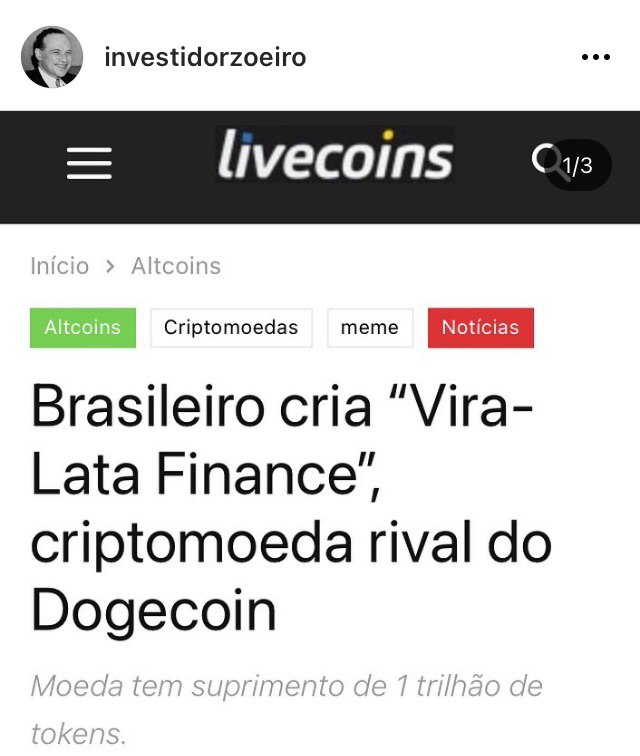 investidorzoeiro
livecoins
1/3
Início > Altcoins
Altcoins Criptomoedas meme Notícias
Brasileiro cria “Vira-
Lata Finance”,
criptomoeda rival do
Dogecoin
Moeda tem suprimento de 1 trilhão de
tokens.